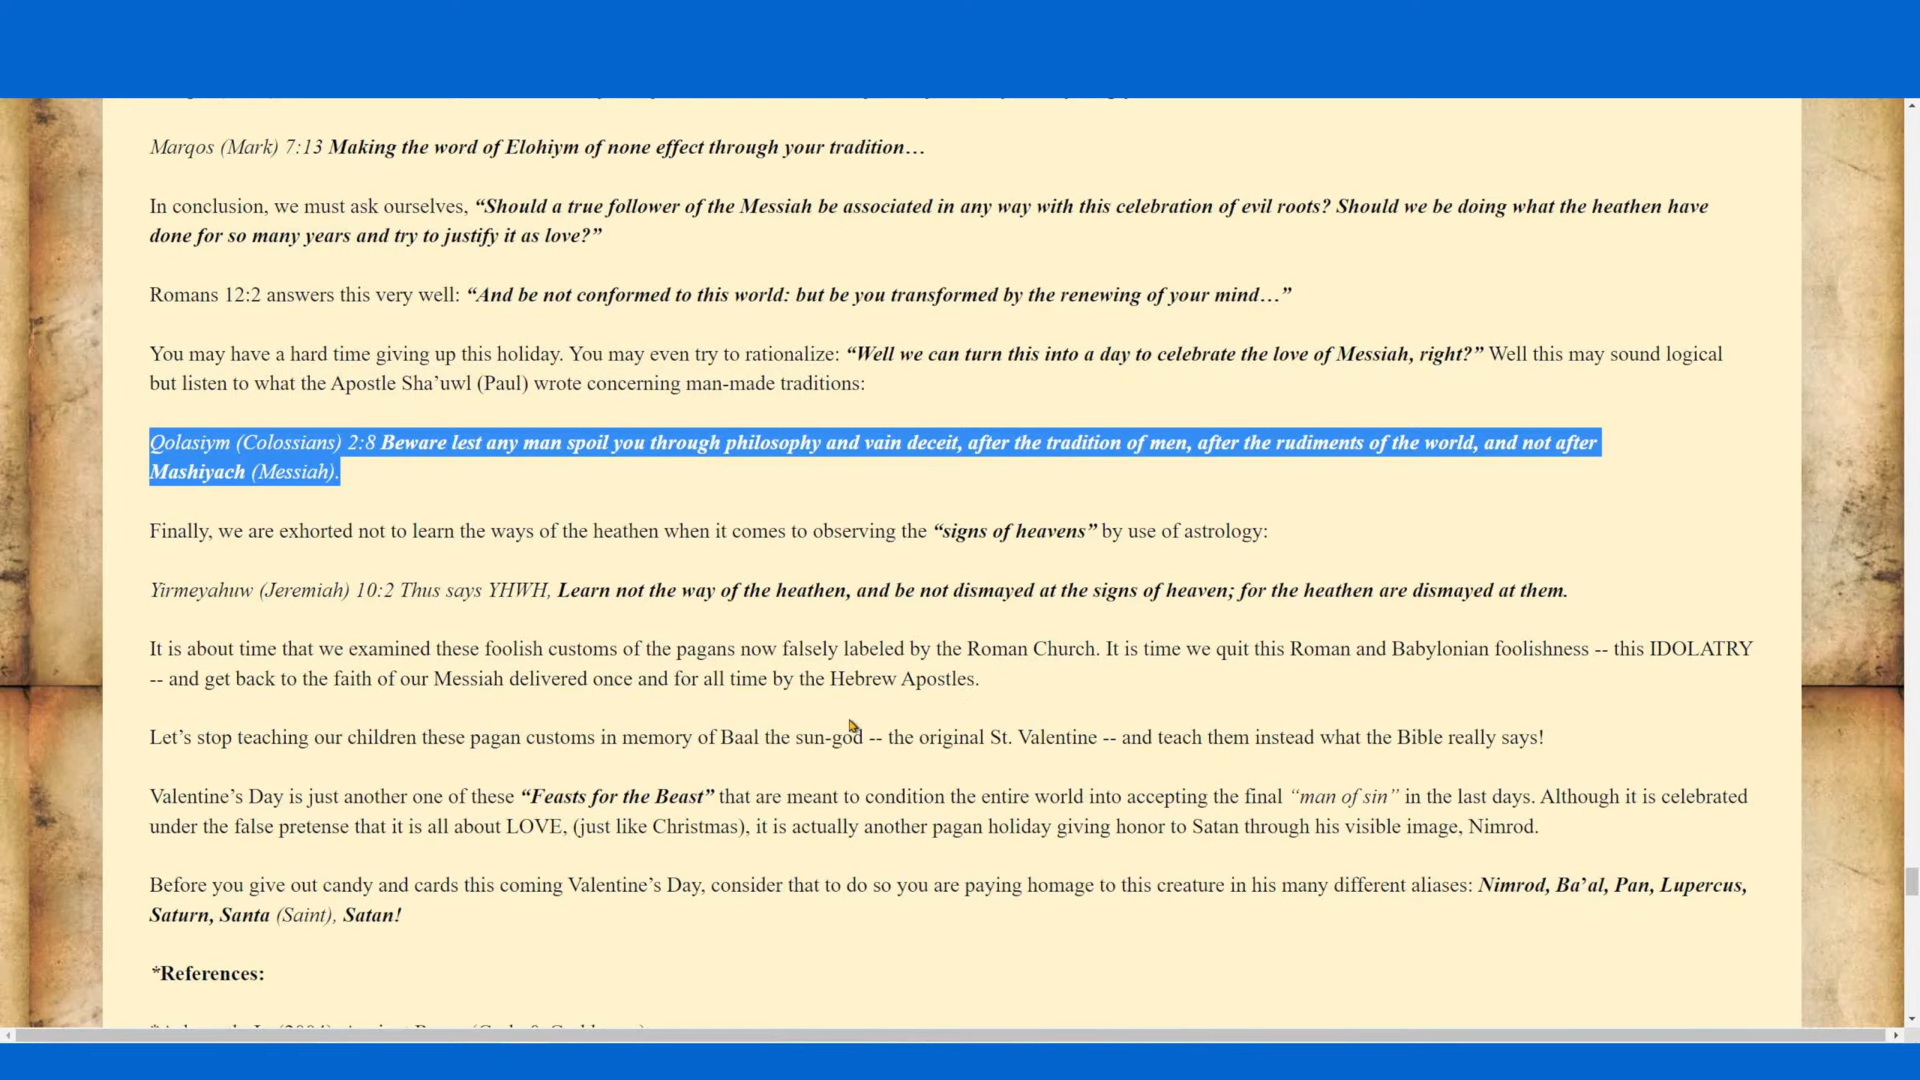 Marqos (Mark) 7:13 Making the word of Elohiym of none effect through your tradition…
In conclusion, we must ask ourselves, “Should a true follower of the Messiah be associated in any way with this celebration of evil roots? Should we be doing what the heathen have
done for so many years and try to justify it as love?”
Romans 12:2 answers this very well: “And be not conformed to this world: but be you transformed by the renewing of your mind…”
You may have a hard time giving up this holiday. You may even try to rationalize: “Well we can turn this into a day to celebrate the love of Messiah, right?” Well this may sound logical
but listen to what the Apostle Sha’uwl (Paul) wrote concerning man-made traditions:
Qolasiym (Colossians) 2:8 Beware lest any man spoil you through philosophy and vain deceit, after the tradition of men, after the rudiments of the world, and not after
Mashiyach (Messiah).
Finally, we are exhorted not to learn the ways of the heathen when it comes to observing the “signs of heavens” by use of astrology:
Yirmeyahuw (Jeremiah) 10:2 Thus says YHWH, Learn not the way of the heathen, and be not dismayed at the signs of heaven; for the heathen are dismayed at them.
It is about time that we examined these foolish customs of the pagans now falsely labeled by the Roman Church. It is time we quit this Roman and Babylonian foolishness -- this IDOLATRY
-- and get back to the faith of our Messiah delivered once and for all time by the Hebrew Apostles.
Let’s stop teaching our children these pagan customs in memory of Baal the sun-god -- the original St. Valentine -- and teach them instead what the Bible really says!
Valentine’s Day is just another one of these “Feasts for the Beast” that are meant to condition the entire world into accepting the final “man of sin” in the last days. Although it is celebrated
under the false pretense that it is all about LOVE, (just like Christmas), it is actually another pagan holiday giving honor to Satan through his visible image, Nimrod.
Before you give out candy and cards this coming Valentine’s Day, consider that to do so you are paying homage to this creature in his many different aliases: Nimrod, Ba’al, Pan, Lupercus,
Saturn, Santa (Saint), Satan!
*References: